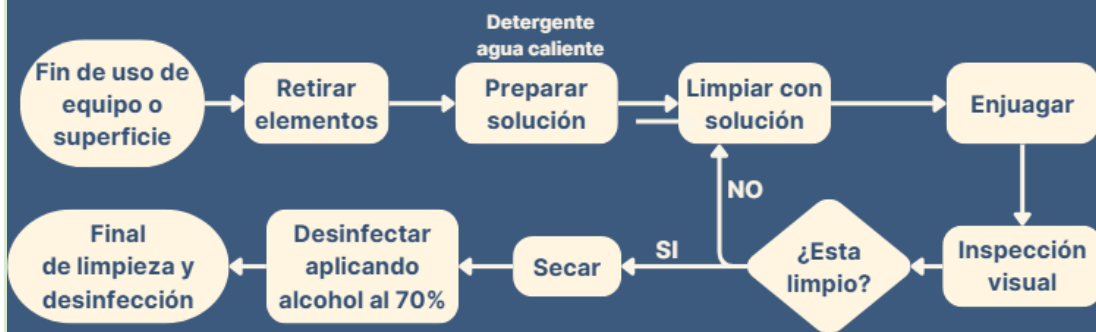 Fin de uso de
equipo o
superficie
Retirar
elementos
Detergente
agua caliente
Preparar
solución
Limpiar con
solución
Enjuagar
Inspección
visual
¿Esta
limpio?
NO
SI
Secar
Desinfectar
aplicando
alcohol al 70%
Final
de limpieza y
desinfección